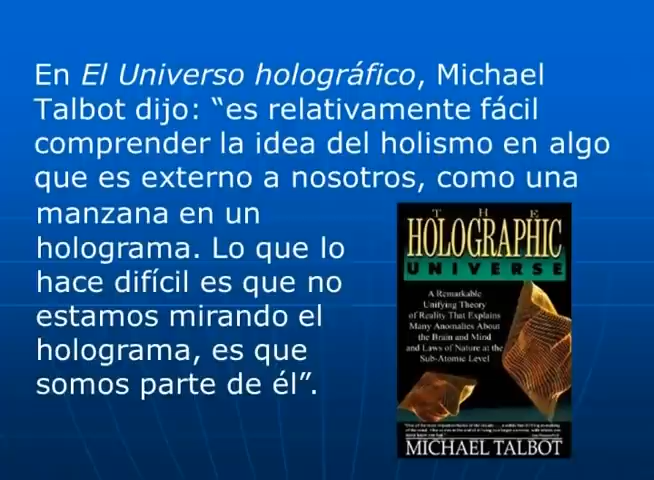 En El Universo holográfico, Michael
Talbot dijo: “es relativamente fácil
comprender la idea del holismo en algo
que es externo a nosotros, como una
manzana en un
holograma. Lo que lo
hace difícil es que no
estamos mirando el
holograma, es que
somos parte de él”.
THE
HOLOGRAPHIC
UNIVERSE
A Remarkable
Unifying Theory
of Reality That Explains
Many Anomalies About
the Brain and Mind
and Laws of Nature at the
Sub-Atomic Level
MICHAEL TALBOT